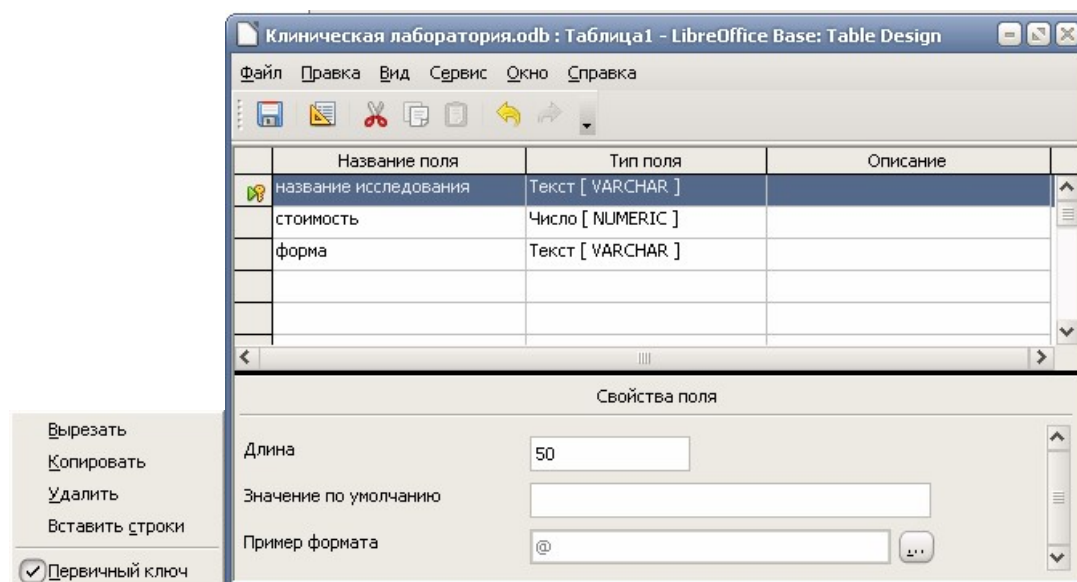 Клиническая лаборатория.odb : Таблица1 - LibreOffice Base: Table Design
Файл Правка Вид Сервис Окно Справка
Название поля Тип поля Описание
название исследования Текст [ VARCHAR ]
стоимость Число [ NUMERIC ]
форма Текст [ VARCHAR ]
Свойства поля
Длина 50
Значение по умолчанию
Пример формата @ ...
Вырезать
Копировать
Удалить
Вставить строки
Первичный ключ